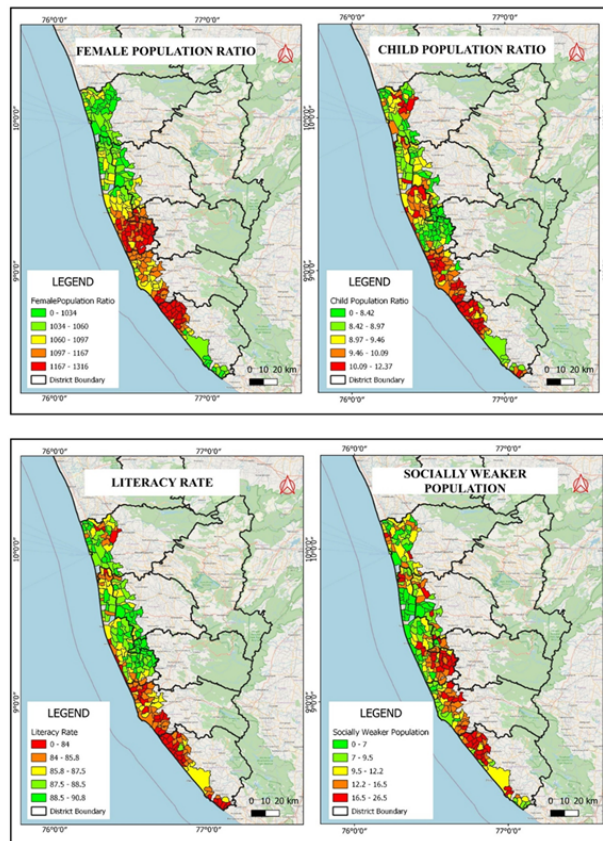 FEMALE POPULATION RATIO
LEGEND
FemalePopulation Ratio
0 - 1034
1034 - 1060
1060 - 1097
1097 - 1167
1167 - 1316
District Boundary
0 10 20 km
76°0'0"
77°0'0"
10°0'0"
9°0'0"
76°0'0"
77°0'0"
CHILD POPULATION RATIO
LEGEND
Child Population Ratio
0 - 8.42
8.42 - 8.97
8.97 - 9.46
9.46 - 10.09
10.09 - 12.37
District Boundary
0 10 20 km
76°0'0"
77°0'0"
10°0'0"
9°0'0"
76°0'0"
77°0'0"
LITERACY RATE
LEGEND
Literacy Rate
0 - 84
84 - 85.8
85.8 - 87.5
87.5 - 88.5
88.5 - 90.8
District Boundary
0 10 20 km
76°0'0"
77°0'0"
10°0'0"
9°0'0"
76°0'0"
77°0'0"
SOCIALLY WEAKER
POPULATION
LEGEND
Socially Weaker Population
0 - 7
7 - 9.5
9.5 - 12.2
12.2 - 16.5
16.5 - 26.5
District Boundary
0 10 20 km
76°0'0"
77°0'0"
10°0'0"
9°0'0"
76°0'0"
77°0'0"